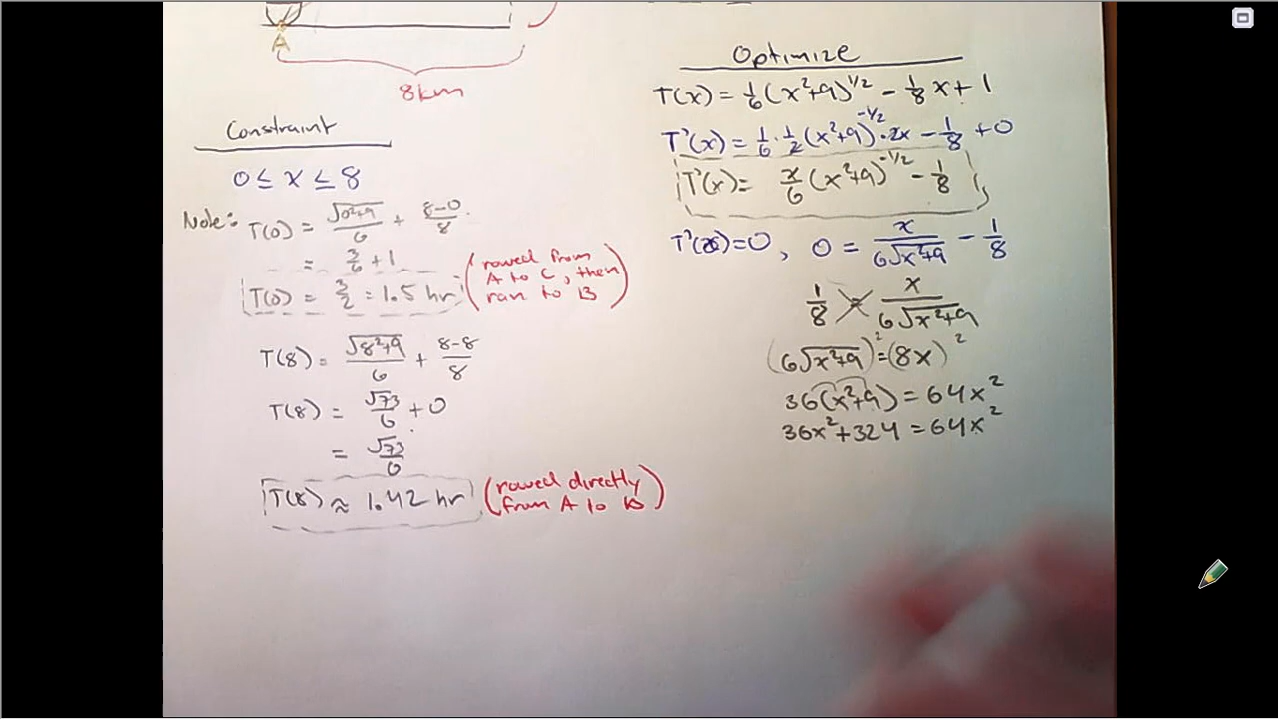 A
8km
Constraint
0 ≤ x ≤ 8
Note: T(0) = √(0²+9)/6 + (8-0)/8
= 3/6 + 1
T(0) = 3/2 = 1.5 hr
(rowed from
A to C, then
ran to B)
T(8) = √(8²+9)/6 + (8-8)/8
T(8) = √73/6 + 0
= √73/6
T(8) ≈ 1.42 hr
(rowed directly
from A to B)
Optimize
T(x) = 1/6(x²+9)^1/2 - 1/8 x + 1
T'(x) = 1/6 · 1/2 (x²+9)^-1/2 · 2x - 1/8 + 0
T'(x) = x/6 (x²+9)^-1/2 - 1/8
T'(x) = 0 , 0 = x/(6√(x²+9)) - 1/8
1/8 = x/(6√(x²+9))
(6√(x²+9))² = (8x)²
36(x²+9) = 64x²
36x² + 324 = 64x²